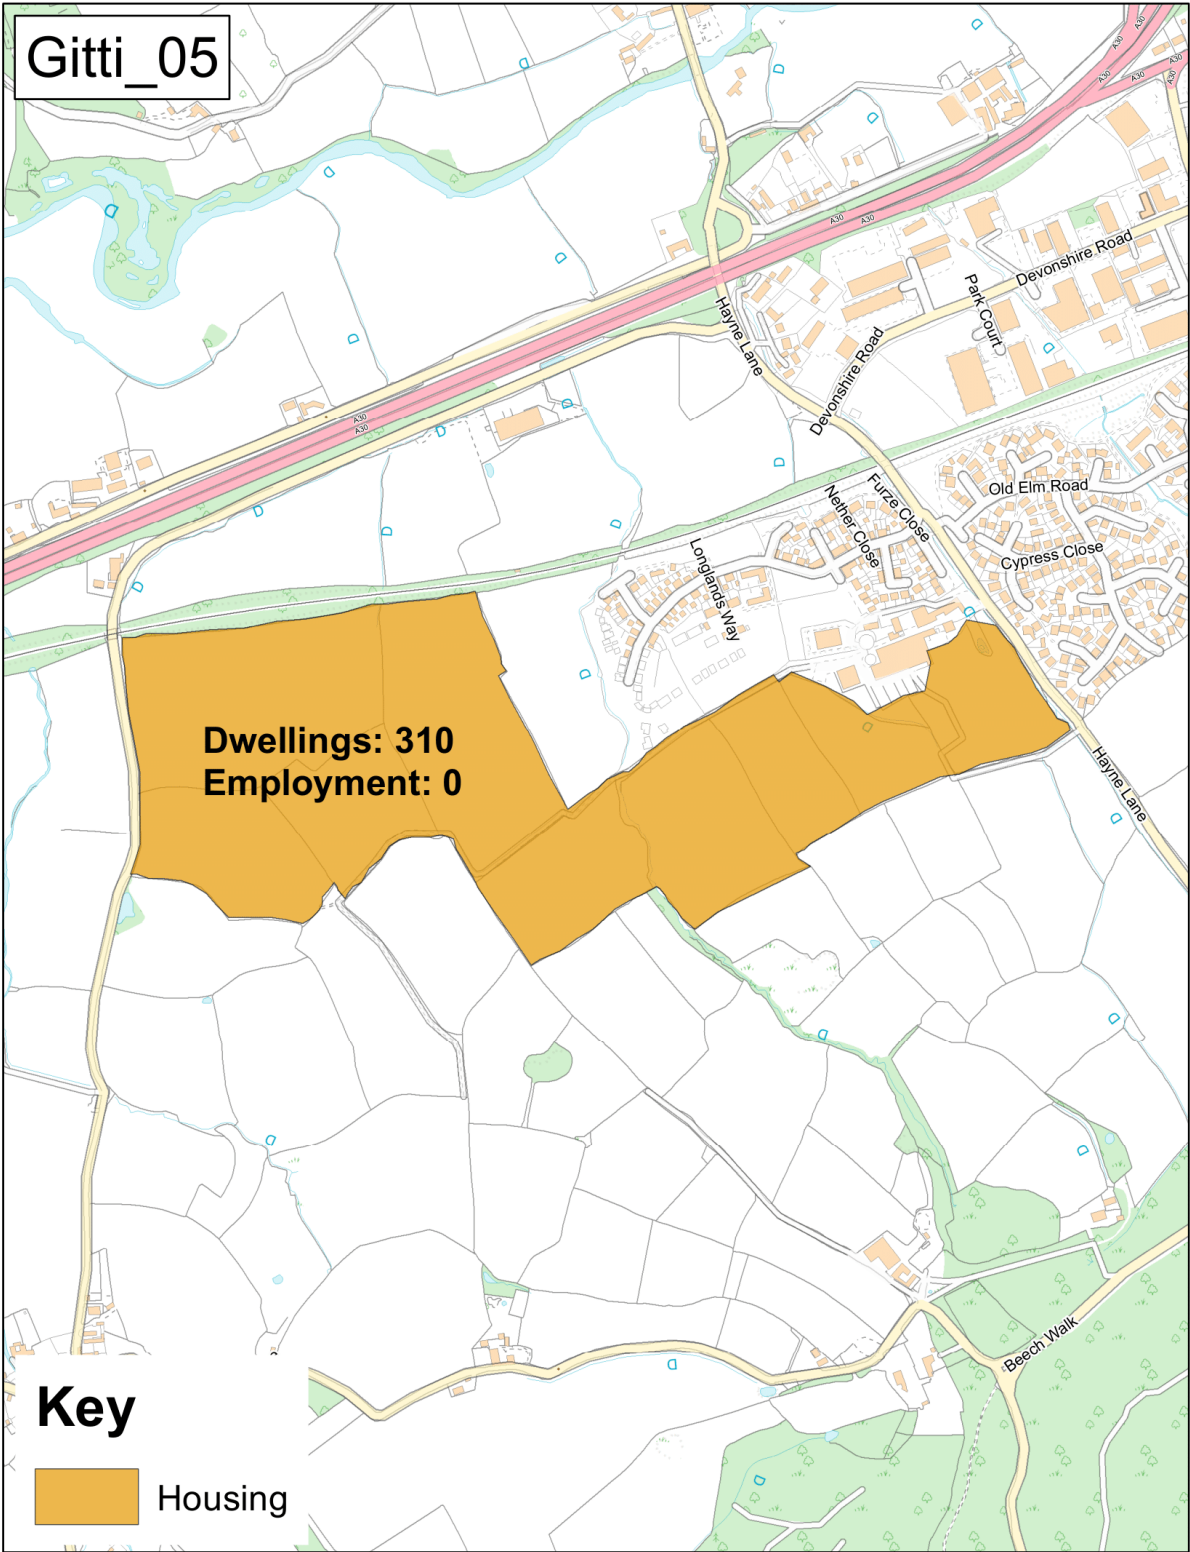 Gitti_05
A30
A30
A30
A30
A30
A30
A30
A30
Devonshire Road
Park Court
Hayne Lane
Devonshire Road
A30
A30
Furze Close
Nether Close
Old Elm Road
Cypress Close
Longlands Way
Dwellings: 310
Employment: 0
Hayne Lane
Beech Walk
Key
Housing